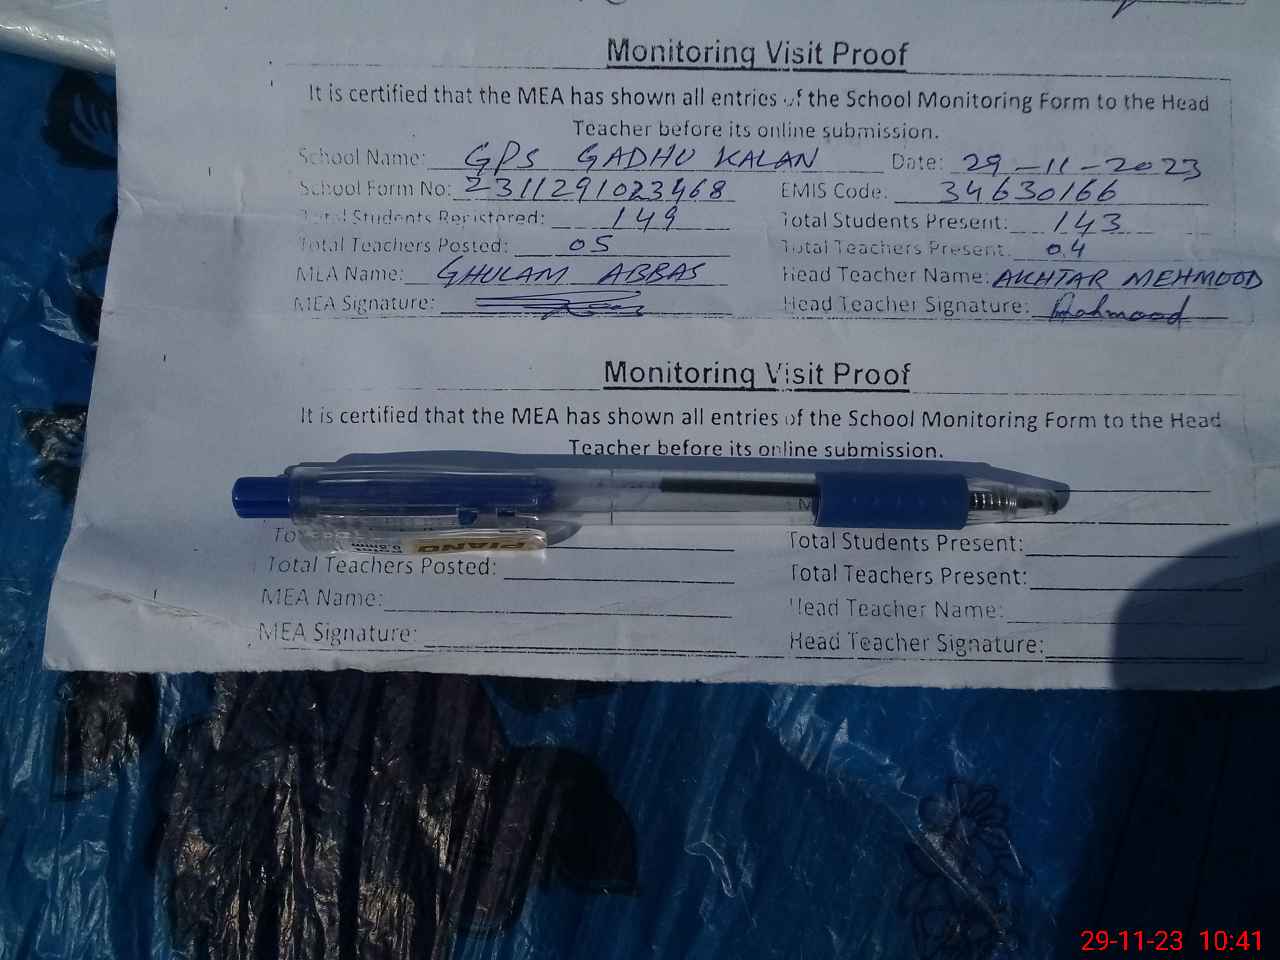 Monitoring Visit Proof
It is certified that the MEA has shown all entries of the School Monitoring Form to the Head
Teacher before its online submission.
School Name: GPS GADHU KALAN Date: 29-11-2023
School Form No: 2311291023468 EMIS Code: 34630166
Total Students Registered: 149 Total Students Present: 143
Total Teachers Posted: 05 Total Teachers Present: 04
MEA Name: GHULAM ABBAS Head Teacher Name: AKHTAR MEHMOOD
MEA Signature: Head Teacher Signature:
Monitoring Visit Proof
It is certified that the MEA has shown all entries of the School Monitoring Form to the Head
Teacher before its online submission.
PIANO
Total Students Present:
Total Teachers Posted: Total Teachers Present:
MEA Name: Head Teacher Name:
MEA Signature: Head Teacher Signature:
29-11-23 10:41